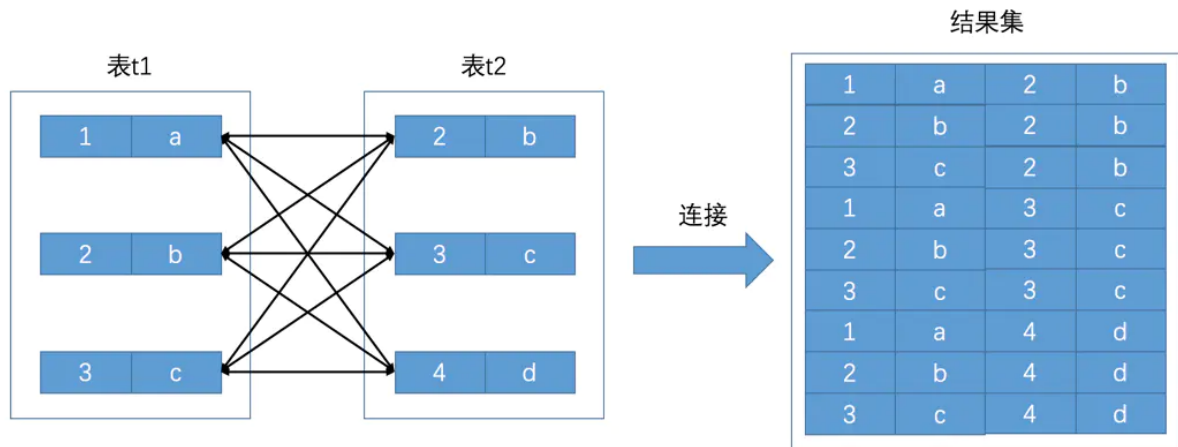 结果集
表t1
表t2
1 a
2 b
3 c
2 b
3 c
4 d
连接
1 a 2 b
2 b 2 b
3 c 2 b
1 a 3 c
2 b 3 c
3 c 3 c
1 a 4 d
2 b 4 d
3 c 4 d